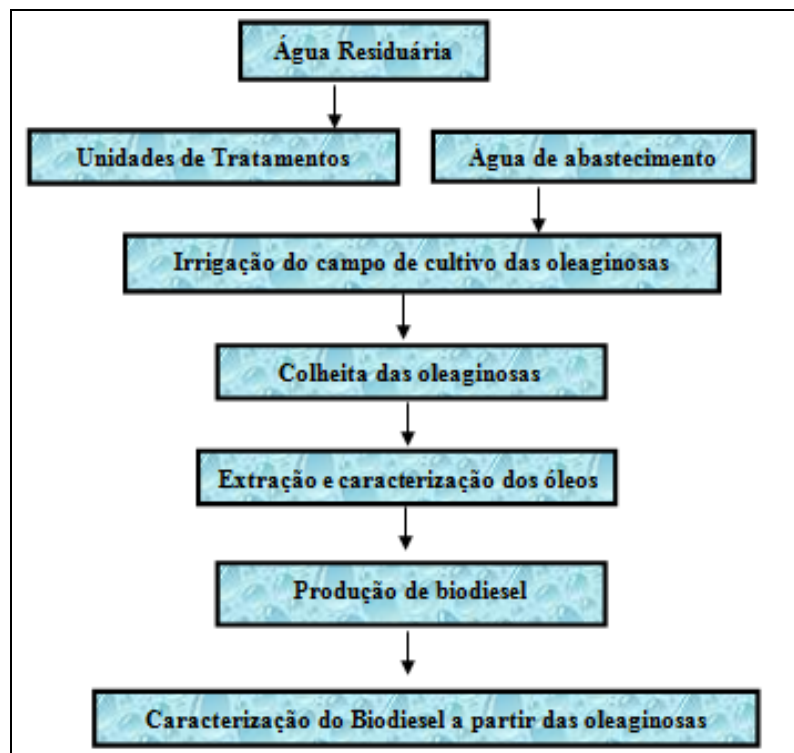 Água Residuária
Unidades de Tratamentos
Água de abastecimento
Irrigação do campo de cultivo das oleaginosas
Colheita das oleaginosas
Extração e caracterização dos óleos
Produção de biodiesel
Caracterização do Biodiesel a partir das oleaginosas